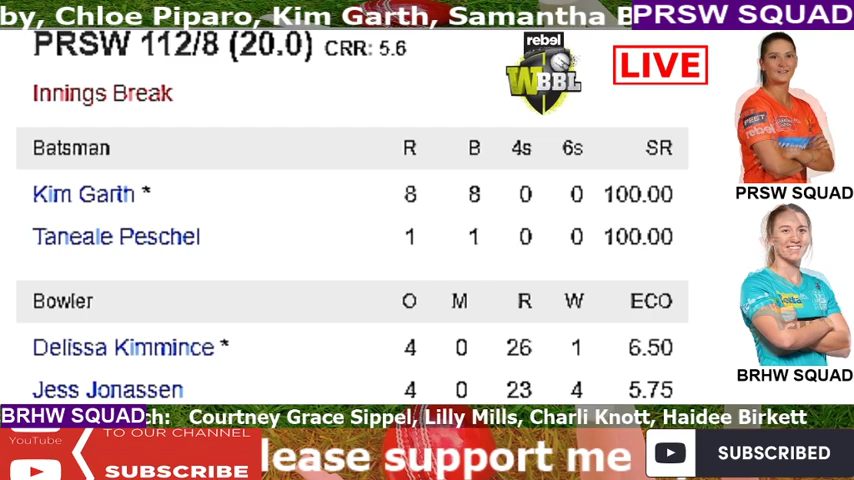 by, Chloe Piparo, Kim Garth, Samantha B
PRSW SQUAD
PRSW 112/8 (20.0) CRR: 5.6
rebel
WBBL
LIVE
Innings Break
Batsman R B 4s 6s SR
Kim Garth * 8 8 0 0 100.00
Taneale Peschel 1 1 0 0 100.00
PRSW SQUAD
Bowler O M R W ECO
Delissa Kimmince * 4 0 26 1 6.50
Jess Jonassen 4 0 23 4 5.75
BRHW SQUAD
BRHW SQUAD ch: Courtney Grace Sippel, Lilly Mills, Charli Knott, Haidee Birkett
YouTube
TO OUR CHANNEL
SUBSCRIBE
lease support me
SUBSCRIBED